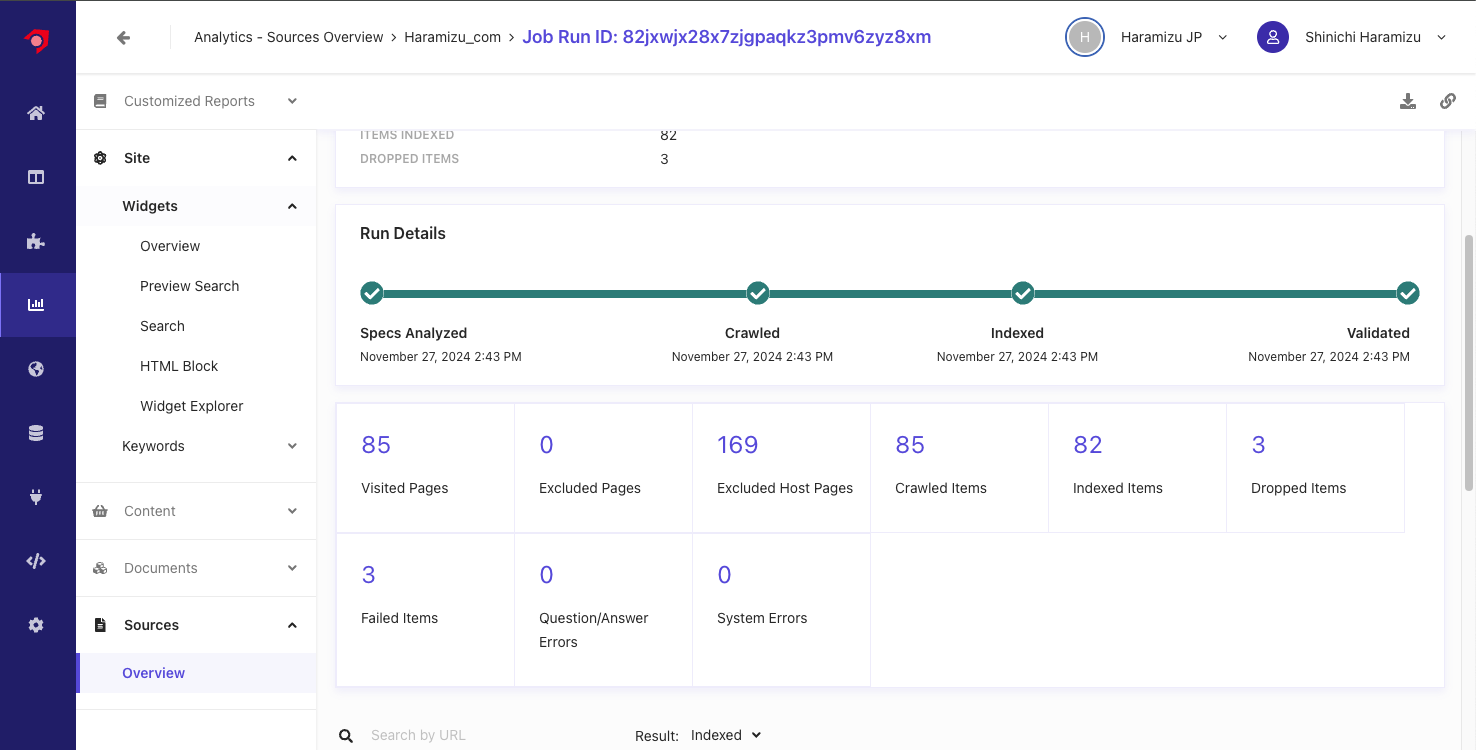 Analytics - Sources Overview › Haramizu_com › Job Run ID: 82jxwjx28x7zjgpaqkz3pmv6zyz8xm
H
Haramizu JP
Shinichi Haramizu
Customized Reports
Site
Widgets
Overview
Preview Search
Search
HTML Block
Widget Explorer
Keywords
Content
Documents
Sources
Overview
ITEMS INDEXED 82
DROPPED ITEMS 3
Run Details
Specs Analyzed Crawled Indexed Validated
November 27, 2024 2:43 PM November 27, 2024 2:43 PM November 27, 2024 2:43 PM November 27, 2024 2:43 PM
85 0 169 85 82 3
Visited Pages Excluded Pages Excluded Host Pages Crawled Items Indexed Items Dropped Items
3 0 0
Failed Items Question/Answer System Errors
Errors
Search by URL Result: Indexed